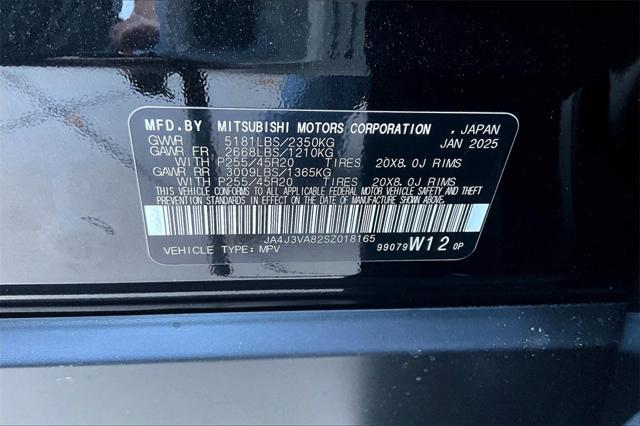 MFD.BY MITSUBISHI MOTORS CORPORATION , JAPAN
GVWR 5181LBS/2350KG JAN 2025
GAWR FR 2668LBS/1210KG
WITH P255/45R20 TIRES 20X8.0J RIMS
GAWR RR 3009LBS/1365KG
WITH P255/45R20 TIRES 20X8.0J RIMS
THIS VEHICLE CONFORMS TO ALL APPLICABLE FEDERAL MOTOR VEHICLE SAFETY AND THEFT
PREVENTION STANDARDS IN EFFECT ON THE DATE OF MANUFACTURE SHOWN ABOVE.
JA4J3VA82SZ018165
VEHICLE TYPE: MPV 99079 W12 0P